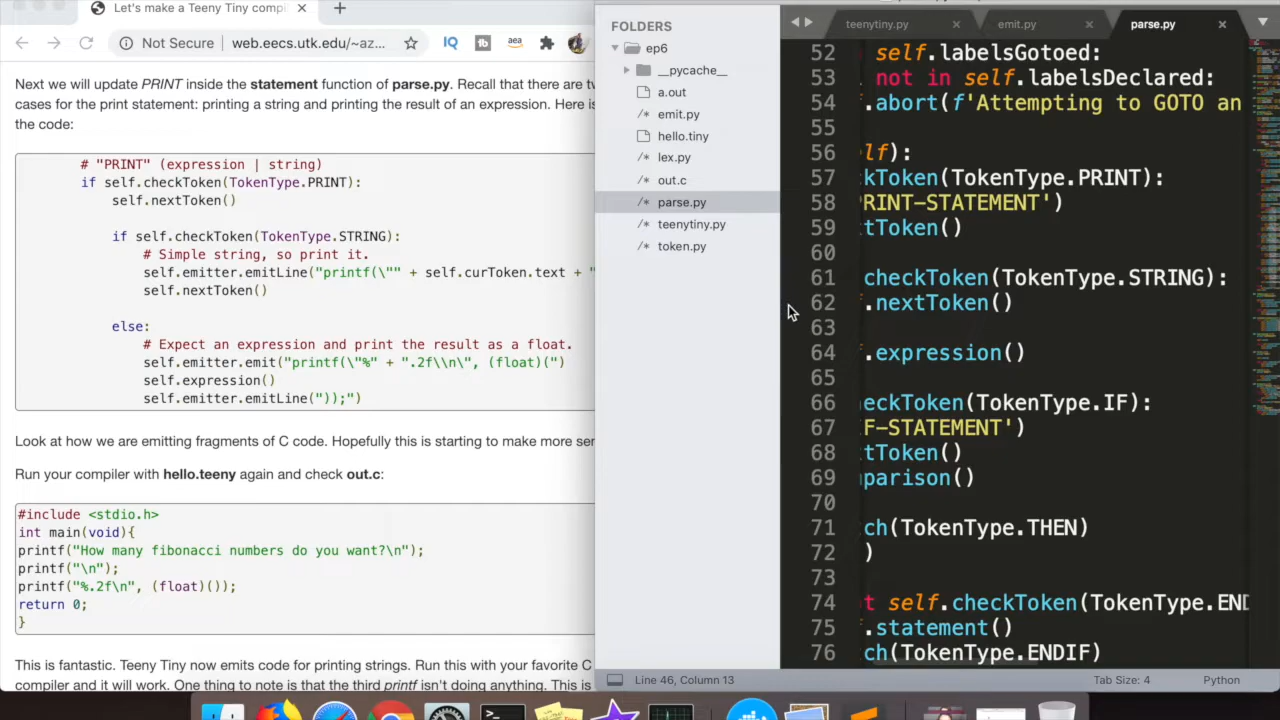 Let's make a Teeny Tiny compi
Not Secure
web.eecs.utk.edu/~az...
IQ
aea
Next we will update PRINT inside the statement function of parse.py. Recall that there are tw
cases for the print statement: printing a string and printing the result of an expression. Here is
the code:
# "PRINT" (expression | string)
if self.checkToken(TokenType.PRINT):
self.nextToken()
if self.checkToken(TokenType.STRING):
# Simple string, so print it.
self.emitter.emitLine("printf(\"" + self.curToken.text + "
self.nextToken()
else:
# Expect an expression and print the result as a float.
self.emitter.emit("printf(\"%" + ".2f\\n\", (float)(")
self.expression()
self.emitter.emitLine("));")
Look at how we are emitting fragments of C code. Hopefully this is starting to make more ser
Run your compiler with hello.teeny again and check out.c:
#include <stdio.h>
int main(void){
printf("How many fibonacci numbers do you want?\n");
printf("\n");
printf("%.2f\n", (float)());
return 0;
}
This is fantastic. Teeny Tiny now emits code for printing strings. Run this with your favorite C
compiler and it will work. One thing to note is that the third printf isn't doing anything. This is
FOLDERS
ep6
__pycache__
a.out
emit.py
hello.tiny
/* lex.py
/* out.c
/* parse.py
/* teenytiny.py
/* token.py
teenytiny.py
emit.py
parse.py
52 self.labelsGotoed:
53 not in self.labelsDeclared:
54 .abort(f'Attempting to GOTO an
55
56 elf):
57 ckToken(TokenType.PRINT):
58 PRINT-STATEMENT')
59 xtToken()
60
61 checkToken(TokenType.STRING):
62 f.nextToken()
63
64 f.expression()
65
66 eckToken(TokenType.IF):
67 IF-STATEMENT')
68 xtToken()
69 mparison()
70
71 ch(TokenType.THEN)
72 )
73
74 t self.checkToken(TokenType.END
75 f.statement()
76 ch(TokenType.ENDIF)
Line 46, Column 13
Tab Size: 4
Python